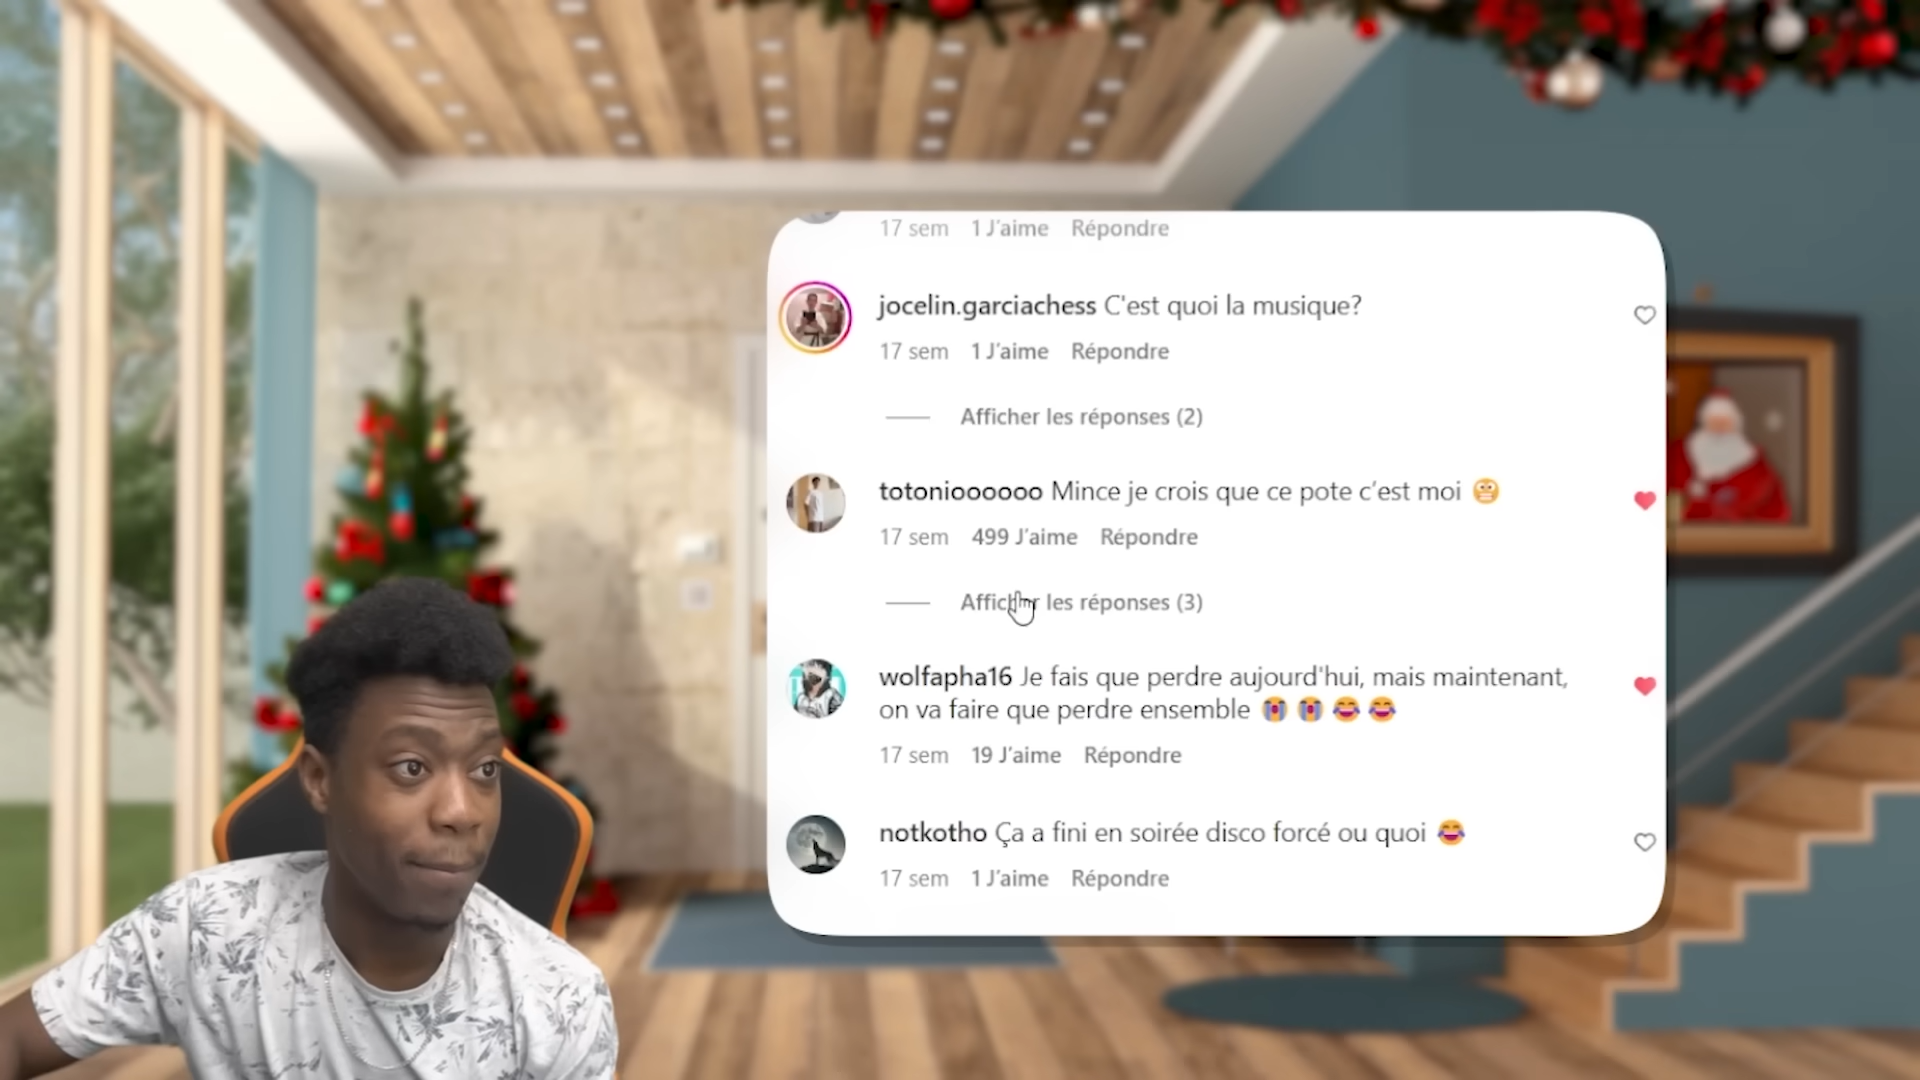 17 sem 1 J'aime Répondre
jocelin.garciachess C'est quoi la musique?
17 sem 1 J'aime Répondre
Afficher les réponses (2)
totonioooooo Mince je crois que ce pote c'est moi 😬
17 sem 499 J'aime Répondre
Afficher les réponses (3)
wolfapha16 Je fais que perdre aujourd'hui, mais maintenant,
on va faire que perdre ensemble 😭 😭 😂 😂
17 sem 19 J'aime Répondre
notkotho Ça a fini en soirée disco forcé ou quoi 😂
17 sem 1 J'aime Répondre